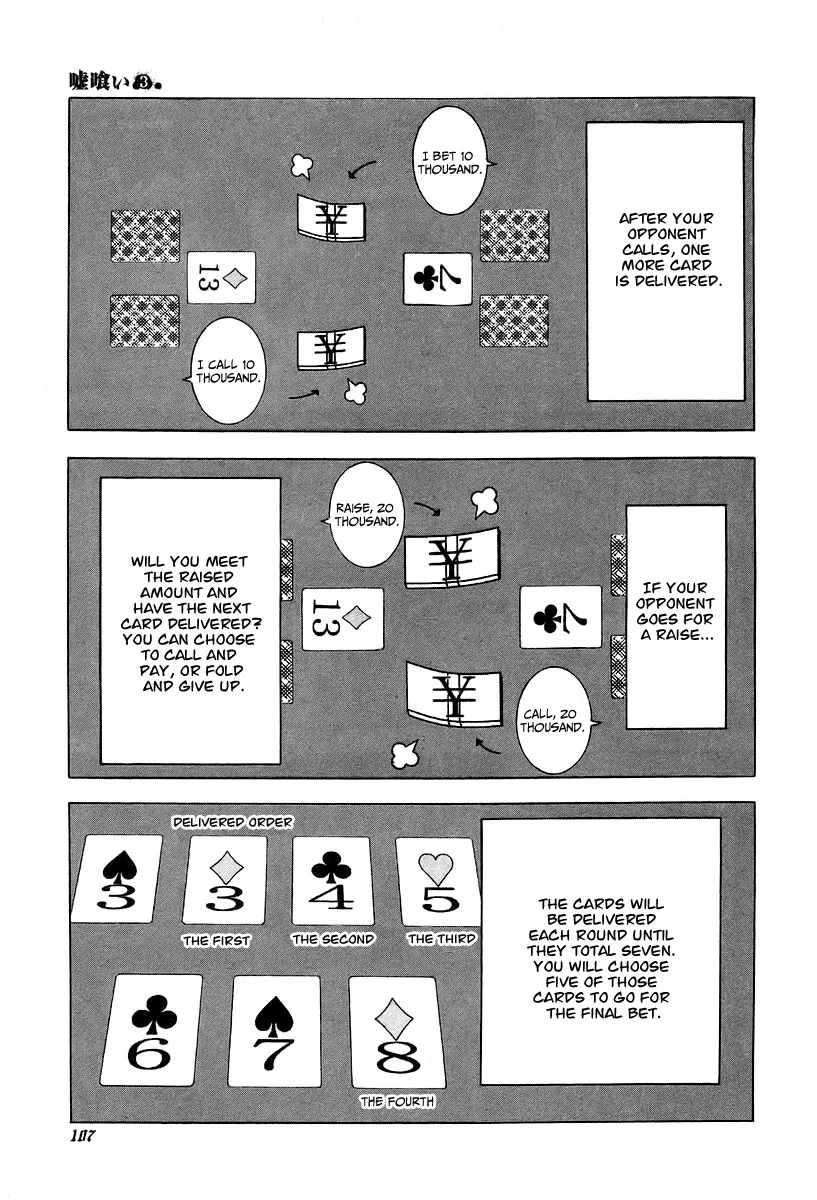 嘘喰い 3.
AFTER YOUR
OPPONENT
CALLS, ONE
MORE CARD
IS DELIVERED.
I BET 10
THOUSAND.
¥
7
13
¥
I CALL 10
THOUSAND.
IF YOUR
OPPONENT
GOES FOR
A RAISE...
RAISE, 20
THOUSAND.
¥
7
13
¥
CALL, 20
THOUSAND.
WILL YOU MEET
THE RAISED
AMOUNT AND
HAVE THE NEXT
CARD DELIVERED?
YOU CAN CHOOSE
TO CALL AND
PAY, OR FOLD
AND GIVE UP.
THE CARDS WILL
BE DELIVERED
EACH ROUND UNTIL
THEY TOTAL SEVEN.
YOU WILL CHOOSE
FIVE OF THOSE
CARDS TO GO FOR
THE FINAL BET.
DELIVERED ORDER
3 3 4 5
THE FIRST THE SECOND THE THIRD
6 7 8
THE FOURTH
107